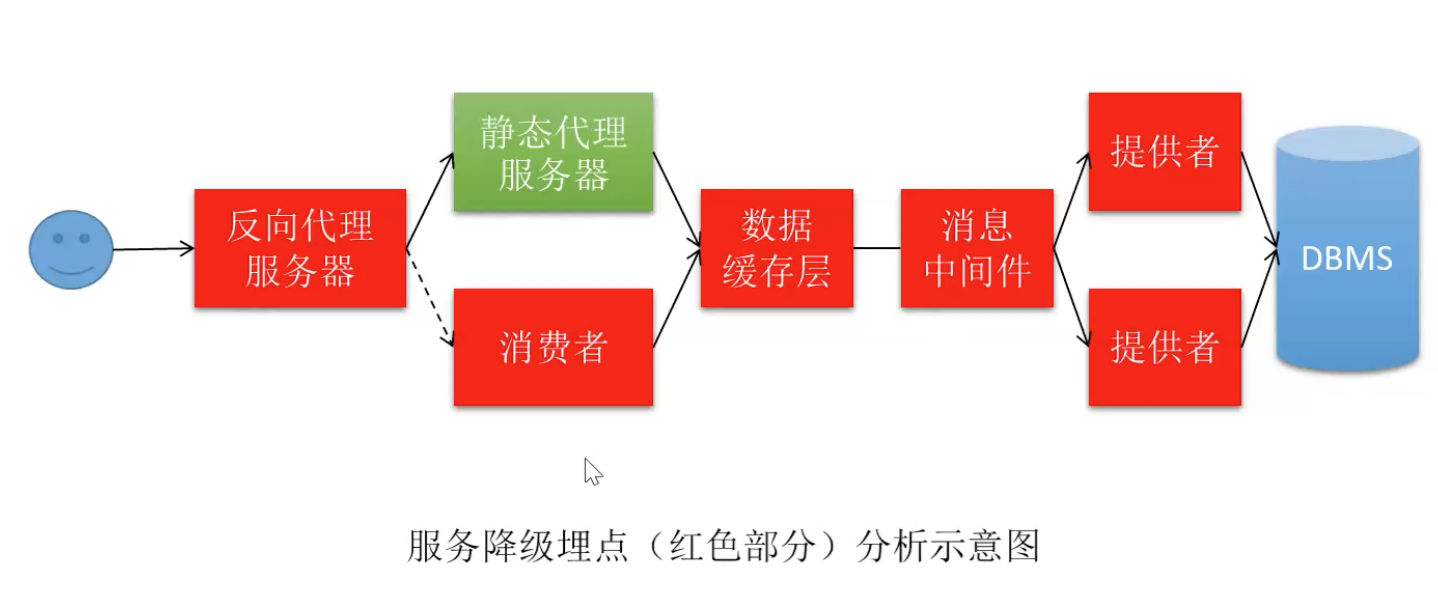 反向代理
服务器
静态代理
服务器
消费者
数据
缓存层
消息
中间件
提供者
提供者
DBMS
服务降级埋点（红色部分）分析示意图